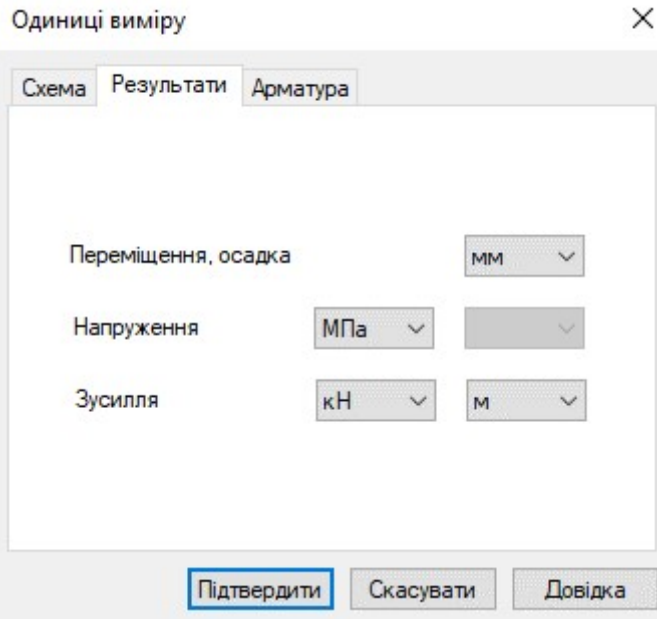 Одиниці виміру
Схема Результати Арматура
Переміщення, осадка мм
Напруження МПа
Зусилля кН м
Підтвердити Скасувати Довідка